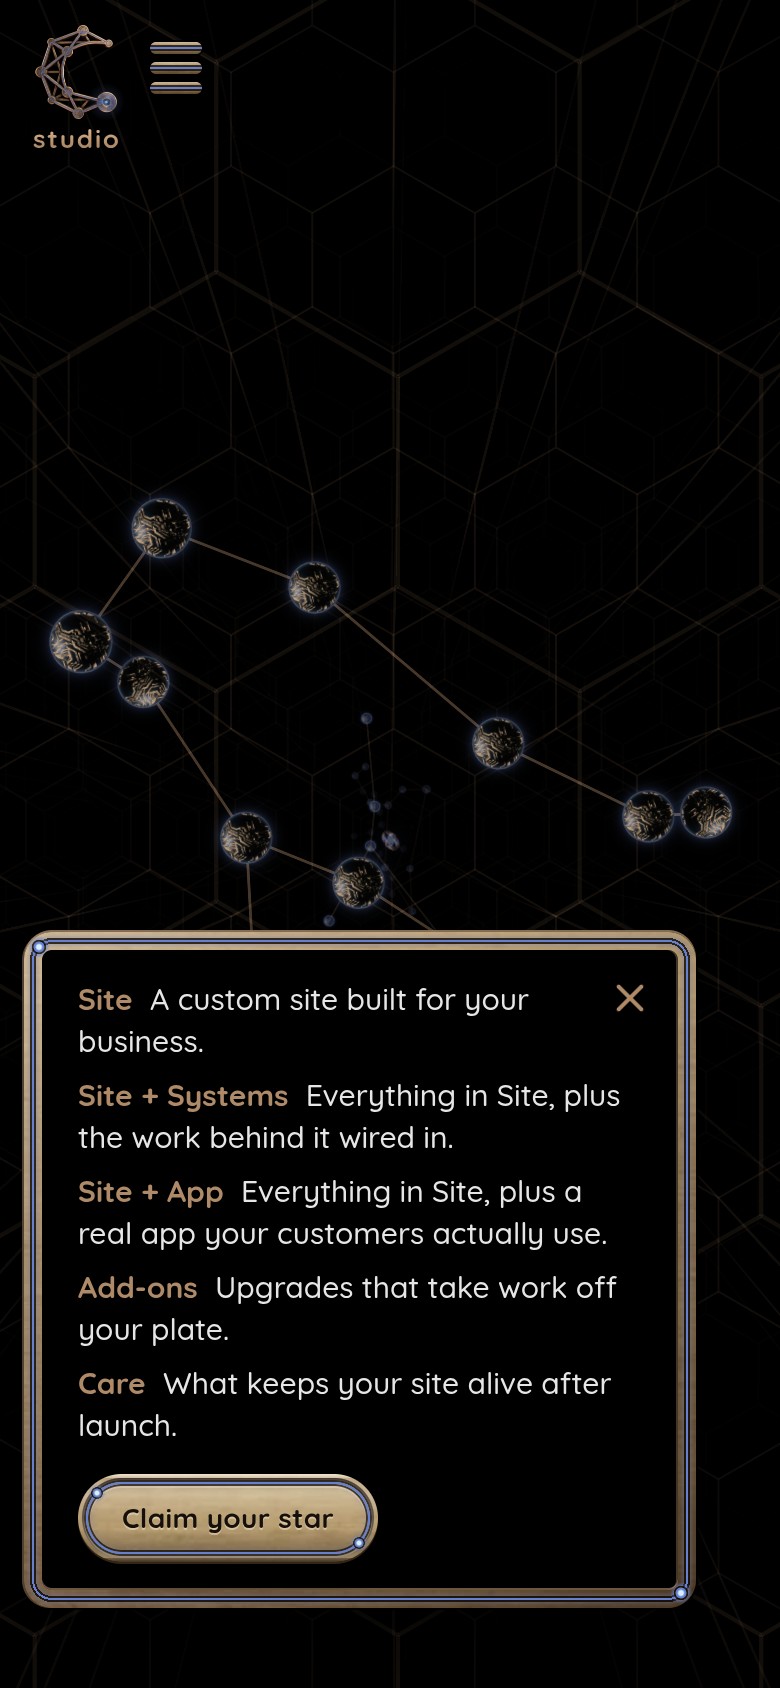 studio
Site A custom site built for your
business.
Site + Systems Everything in Site, plus
the work behind it wired in.
Site + App Everything in Site, plus a
real app your customers actually use.
Add-ons Upgrades that take work off
your plate.
Care What keeps your site alive after
launch.
Claim your star